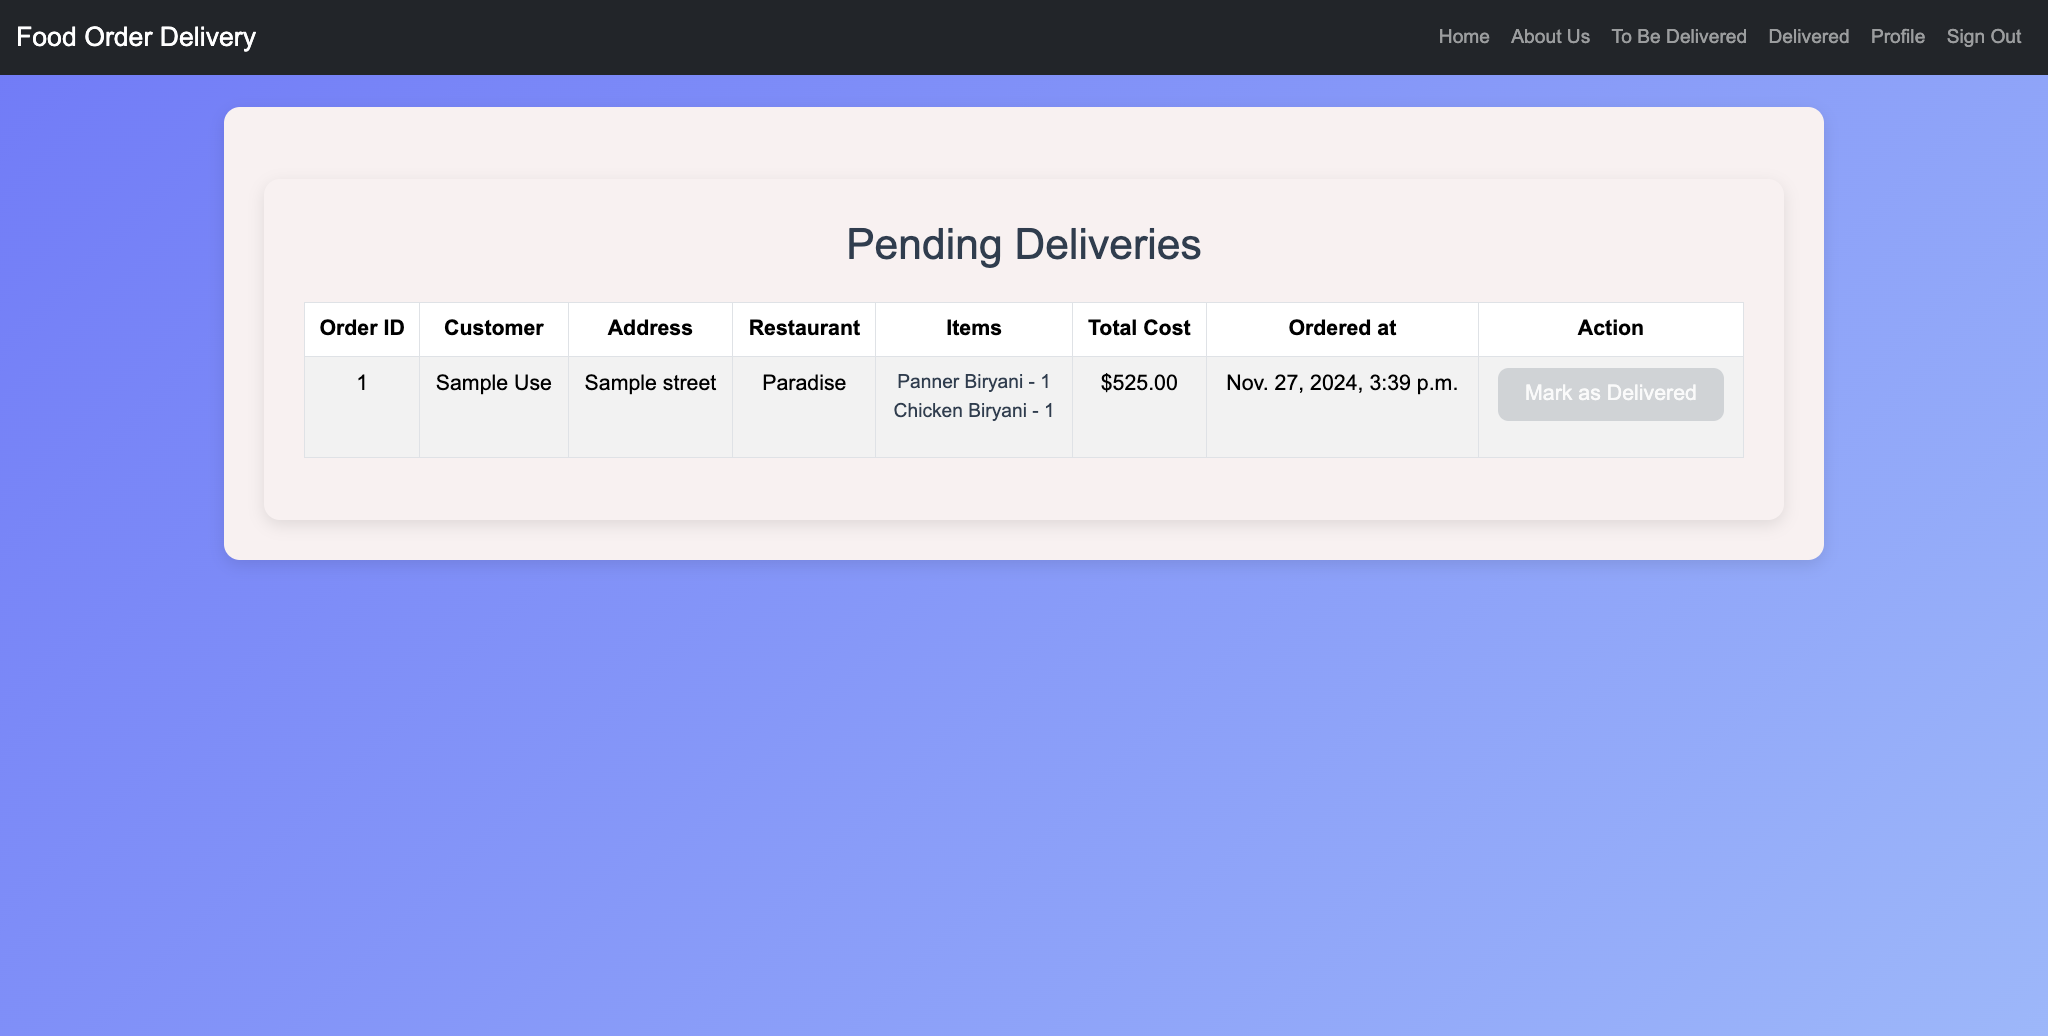 Food Order Delivery
Home About Us To Be Delivered Delivered Profile Sign Out
Pending Deliveries
Order ID Customer Address Restaurant Items Total Cost Ordered at Action
1 Sample Use Sample street Paradise Panner Biryani - 1 $525.00 Nov. 27, 2024, 3:39 p.m. Mark as Delivered
Chicken Biryani - 1